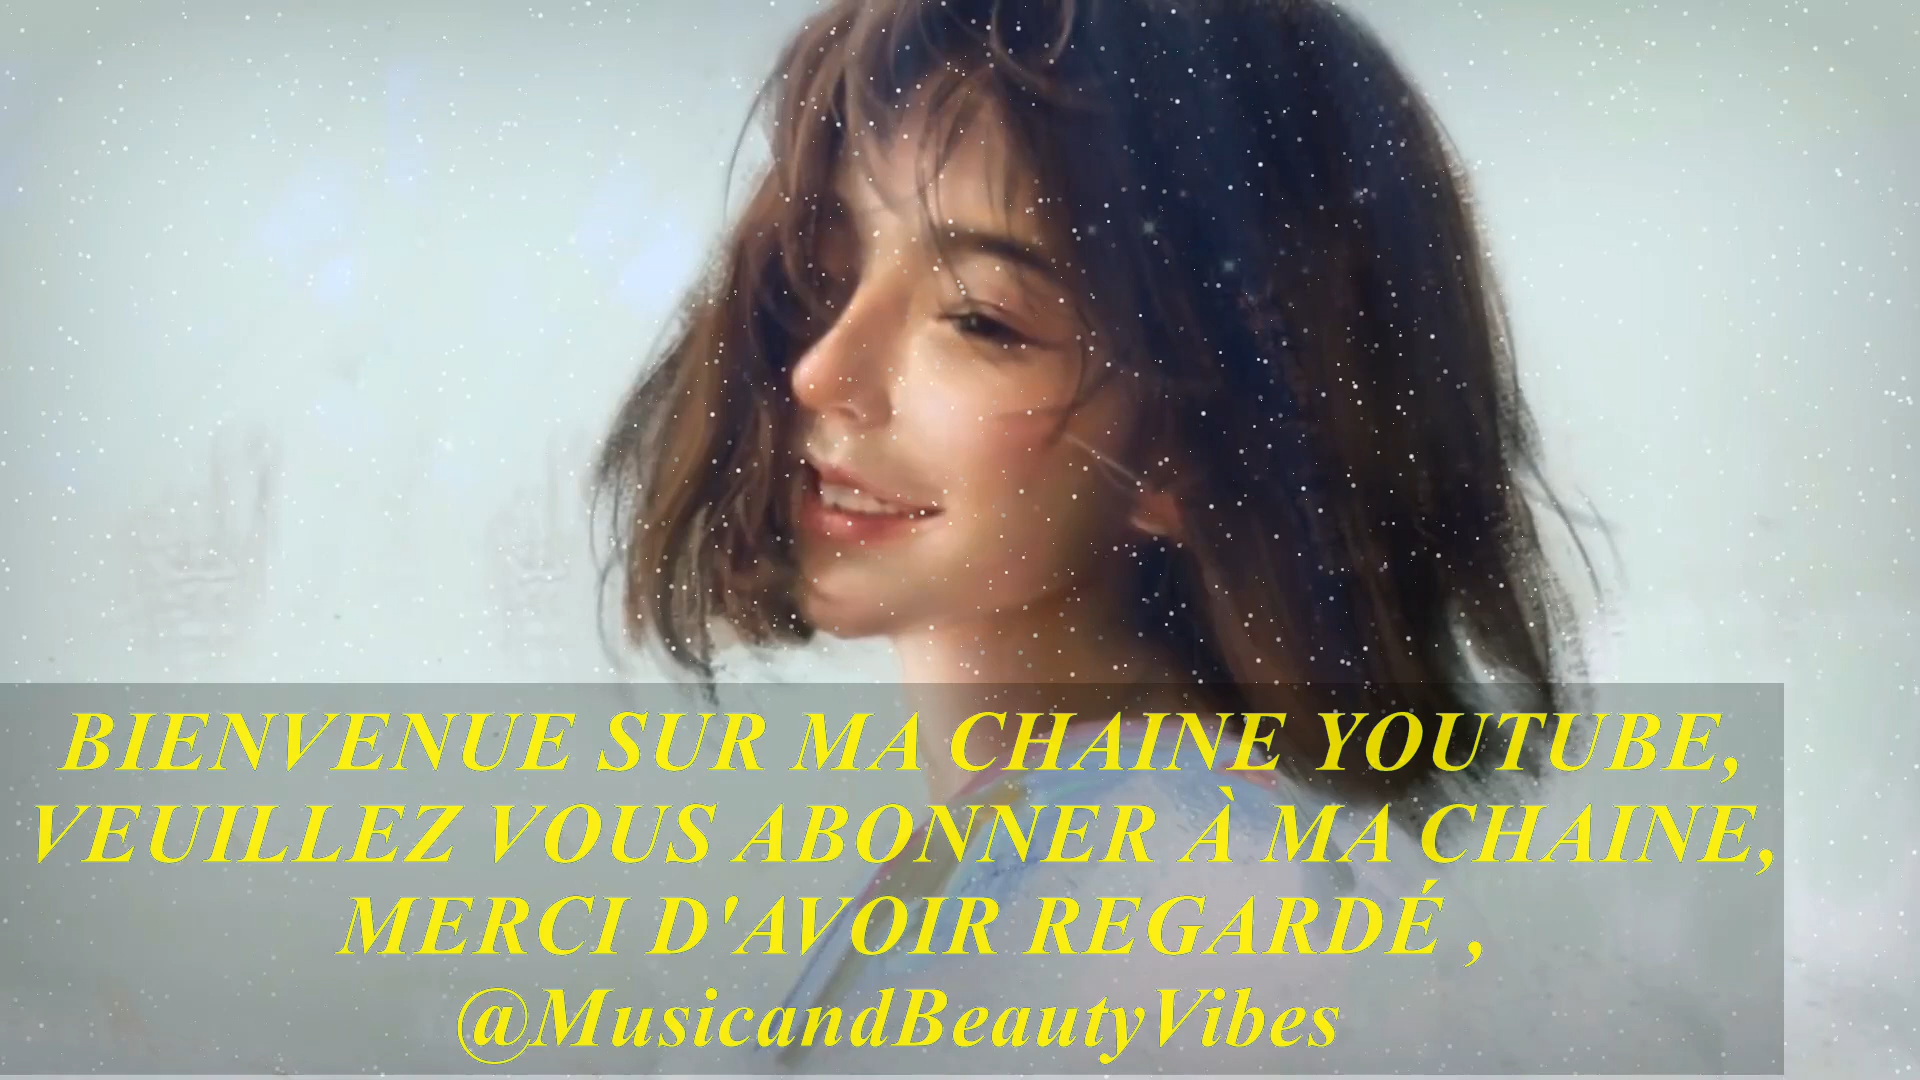 BIENVENUE SUR MA CHAINE YOUTUBE,
VEUILLEZ VOUS ABONNER À MA CHAINE,
MERCI D'AVOIR REGARDÉ ,
@MusicandBeautyVibes